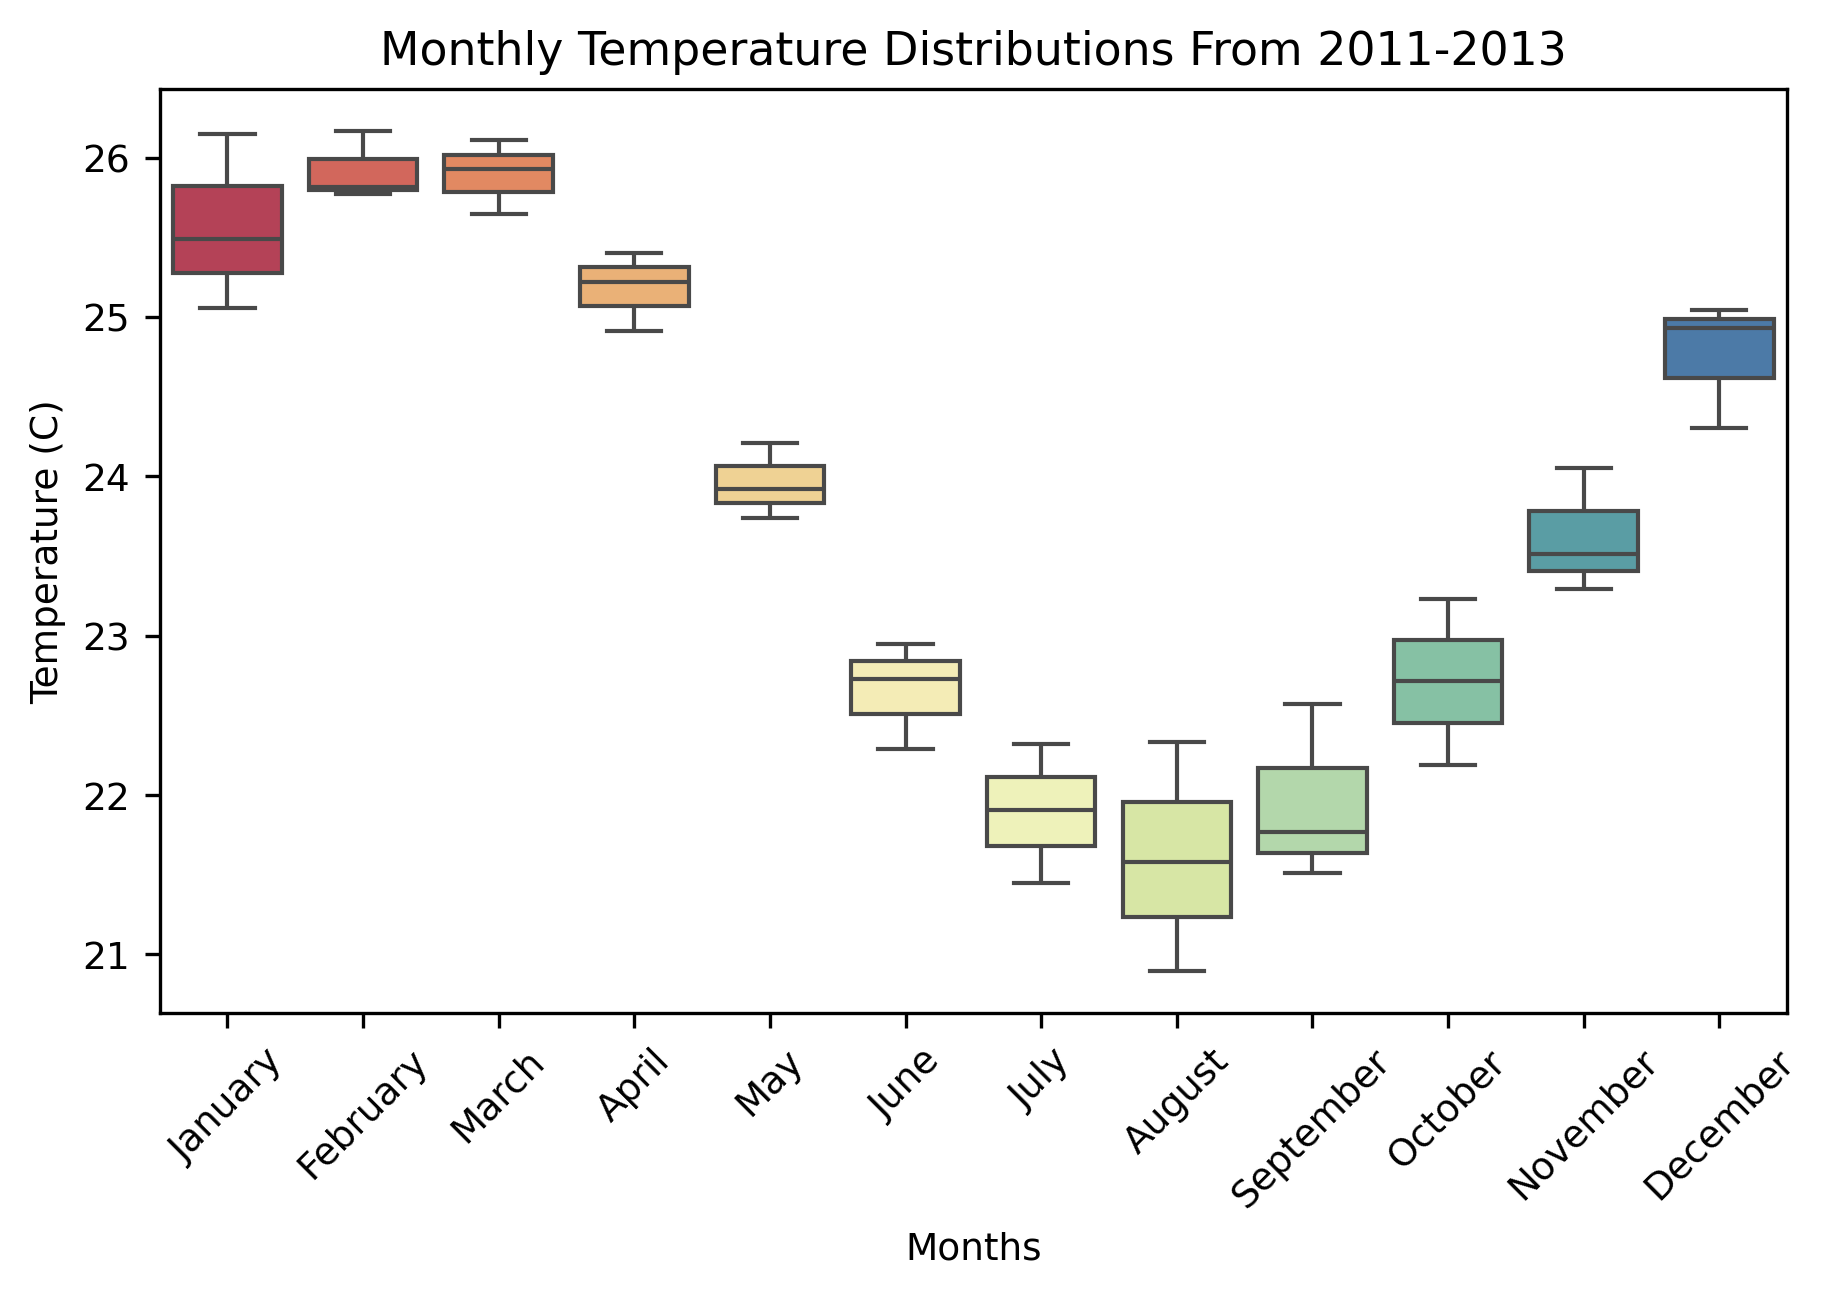 Monthly Temperature Distributions From 2011-2013
Temperature (C)
26
25
24
23
22
21
January
February
March
April
May
June
July
August
September
October
November
December
Months